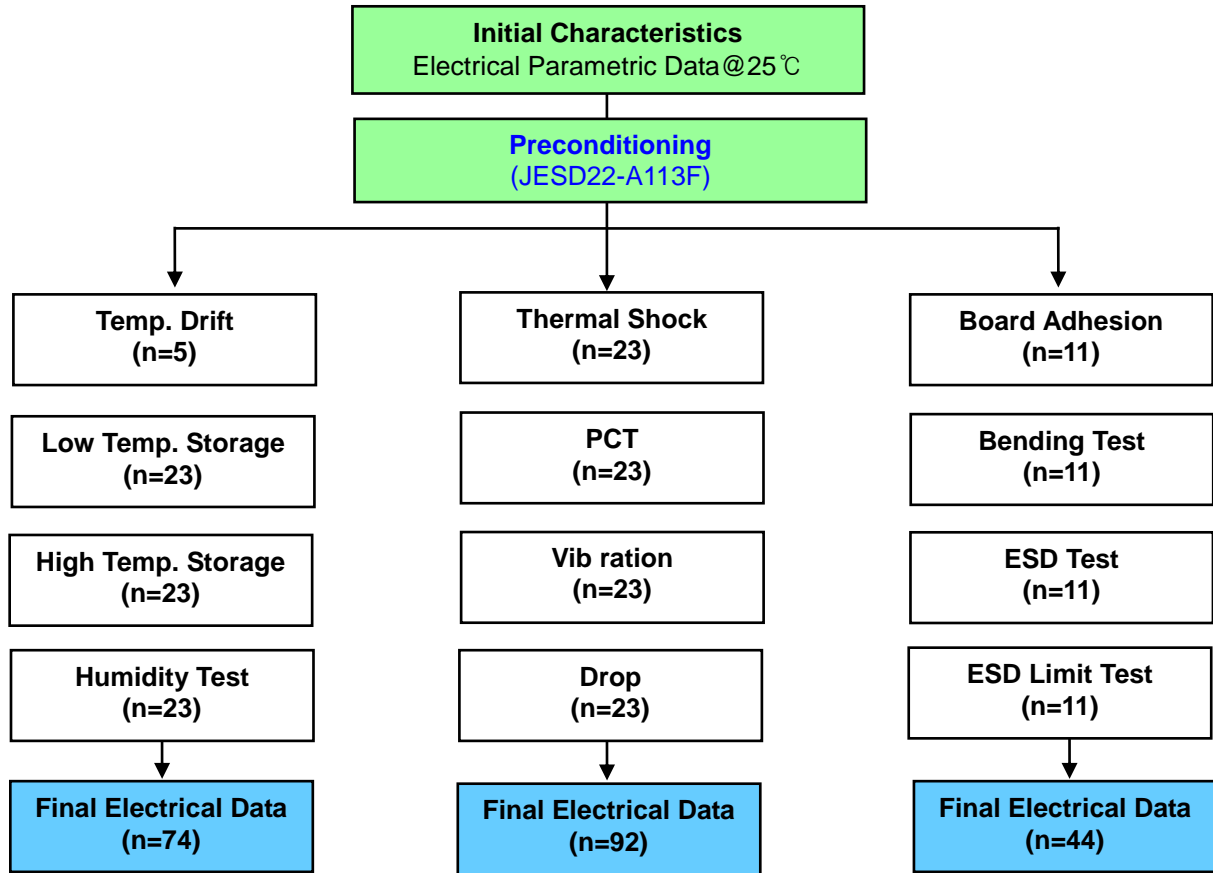 Initial Characteristics
Electrical Parametric Data@25℃
Preconditioning
(JESD22-A113F)
Temp. Drift
(n=5)
Low Temp. Storage
(n=23)
High Temp. Storage
(n=23)
Humidity Test
(n=23)
Final Electrical Data
(n=74)
Thermal Shock
(n=23)
PCT
(n=23)
Vib ration
(n=23)
Drop
(n=23)
Final Electrical Data
(n=92)
Board Adhesion
(n=11)
Bending Test
(n=11)
ESD Test
(n=11)
ESD Limit Test
(n=11)
Final Electrical Data
(n=44)